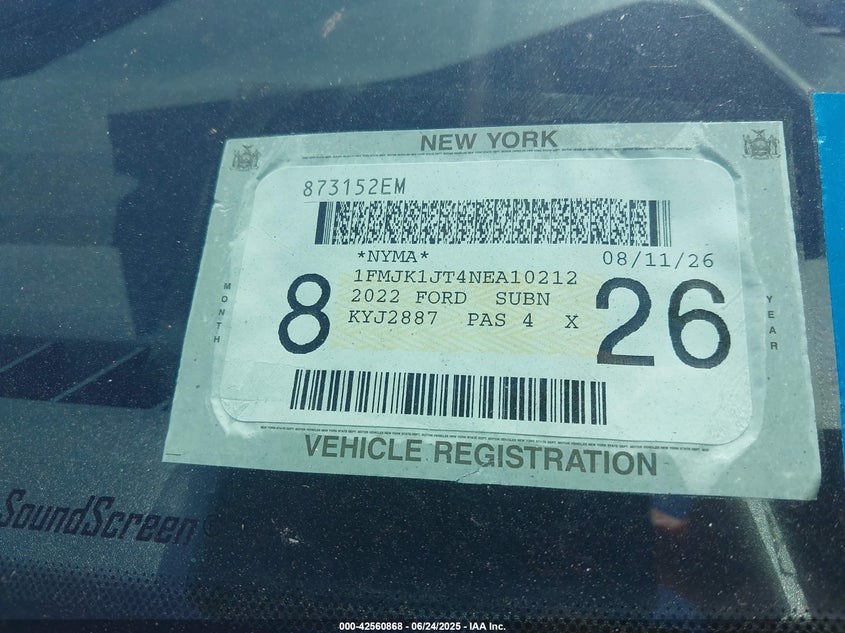 NEW YORK
873152EM
*NYMA* 08/11/26
1FMJK1JT4NEA10212
2022 FORD SUBN
KYJ2887 PAS 4 X
MONTH
8
26
YEAR
VEHICLE REGISTRATION
SoundScreen®
000-42560868 - 06/24/2025 - IAA Inc.